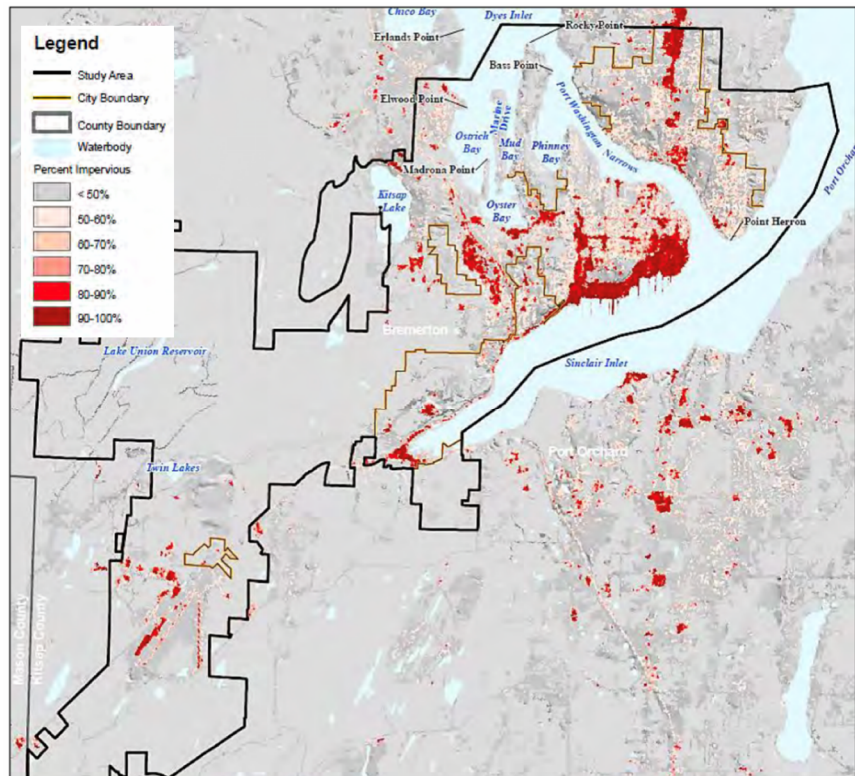 Legend
Study Area
City Boundary
County Boundary
Waterbody
Percent Impervious
< 50%
50-60%
60-70%
70-80%
80-90%
90-100%
Chico Bay
Dyes Inlet
Rocky Point
Erlands Point
Bass Point
Elwood Point
Port Washington Narrows
Marine Drive
Ostrich Bay
Mud Bay
Phinney Bay
Madrona Point
Port Orchard
Kitsap Lake
Oyster Bay
Point Herron
Bremerton
Lake Union Reservoir
Sinclair Inlet
Port Orchard
Twin Lakes
Mason County
Kitsap County